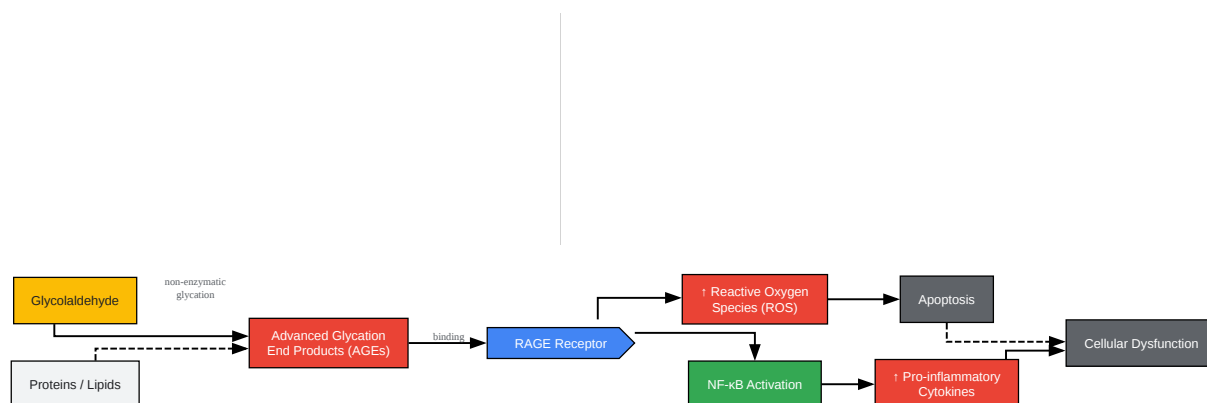 Glycolaldehyde
non-enzymatic
glycation
Proteins / Lipids
Advanced Glycation
End Products (AGEs)
binding
RAGE Receptor
↑ Reactive Oxygen
Species (ROS)
Apoptosis
NF-κB Activation
↑ Pro-inflammatory
Cytokines
Cellular Dysfunction